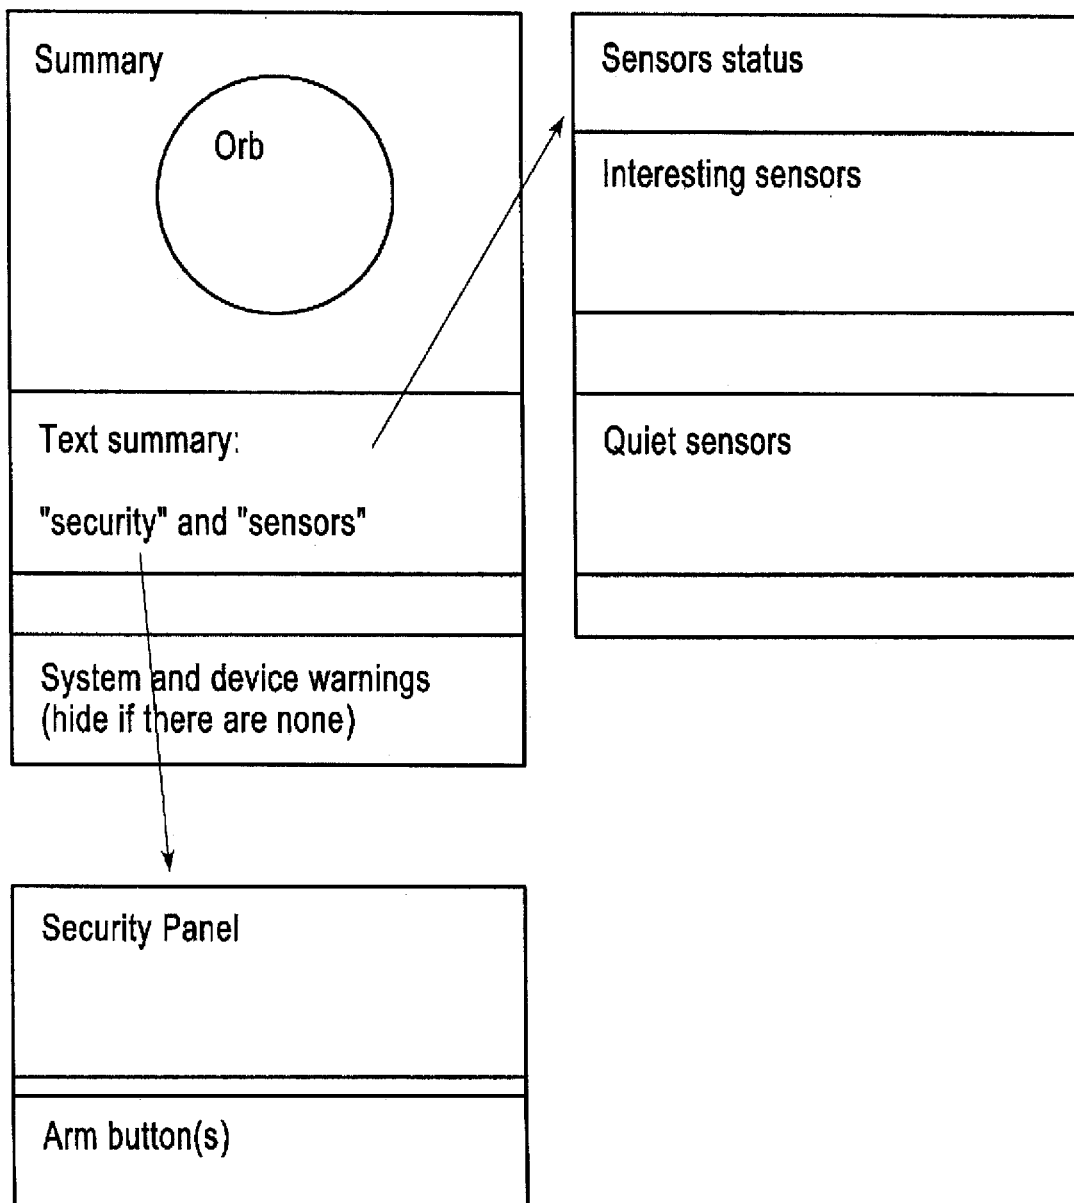 Summary
Orb
Text summary:
"security" and "sensors"
System and device warnings
(hide if there are none)
Sensors status
Interesting sensors
Quiet sensors
Security Panel
Arm button(s)